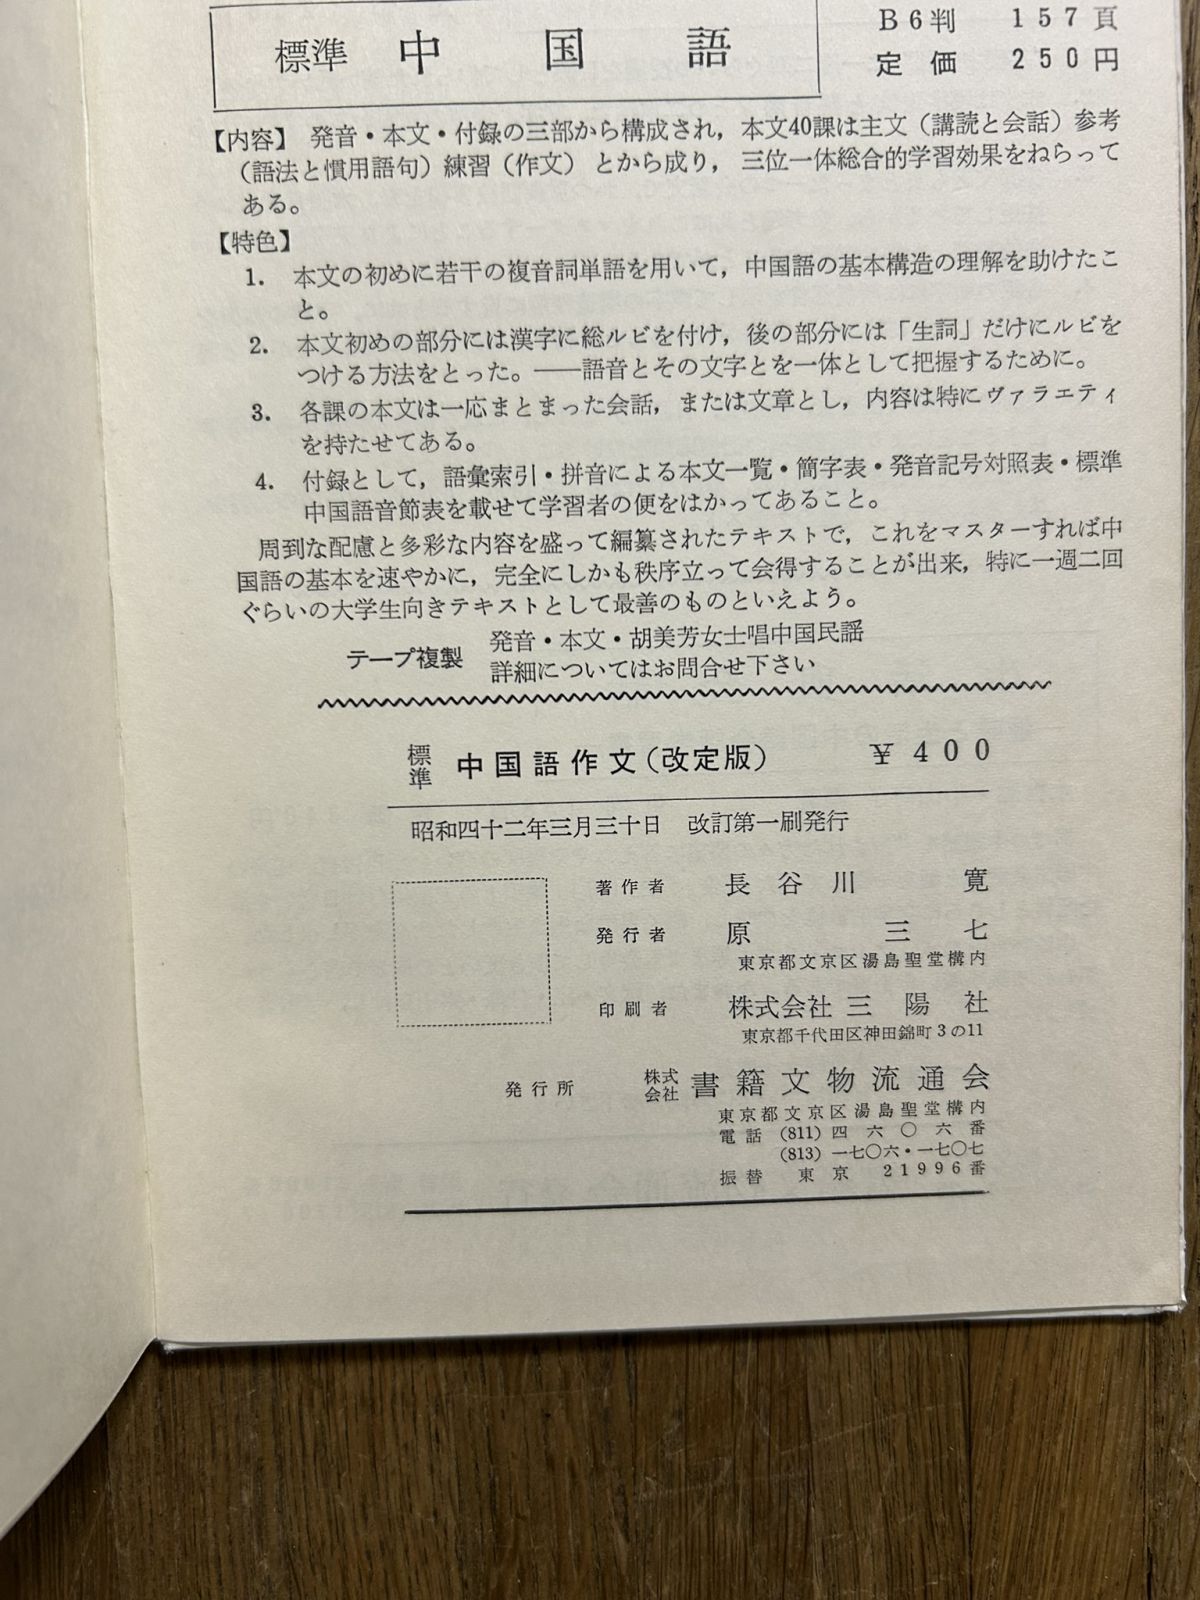 標準 中国語
B6判 157頁
定価 250円
【内容】 発音・本文・付録の三部から構成され，本文40課は主文（講読と会話）参考
（語法と慣用語句）練習（作文）とから成り，三位一体総合的学習効果をねらって
ある。
【特色】
1. 本文の初めに若干の複音詞単語を用いて，中国語の基本構造の理解を助けたこ
と。
2. 本文初めの部分には漢字に総ルビを付け，後の部分には「生詞」だけにルビを
つける方法をとった。――語音とその文字とを一体として把握するために。
3. 各課の本文は一応まとまった会話，または文章とし，内容は特にヴァラエティ
を持たせてある。
4. 付録として，語彙索引・拼音による本文一覧・簡字表・発音記号対照表・標準
中国語音節表を載せて学習者の便をはかってあること。
周到な配慮と多彩な内容を盛って編纂されたテキストで，これをマスターすれば中
国語の基本を速やかに，完全にしかも秩序立って会得することが出来，特に一週二回
ぐらいの大学生向きテキストとして最善のものといえよう。
テープ複製 発音・本文・胡美芳女士唱中国民謡
詳細についてはお問合せ下さい
標準 中国語作文（改定版） ￥400
昭和四十二年三月三十日 改訂第一刷発行
著作者 長谷川 寛
発行者 原 三七
東京都文京区湯島聖堂構内
印刷者 株式会社 三陽社
東京都千代田区神田錦町3の11
発行所 株式会社 書籍文物流通会
東京都文京区湯島聖堂構内
電話 (811) 四六〇六番
(813) 一七〇六・一七〇七
振替 東京 21996番